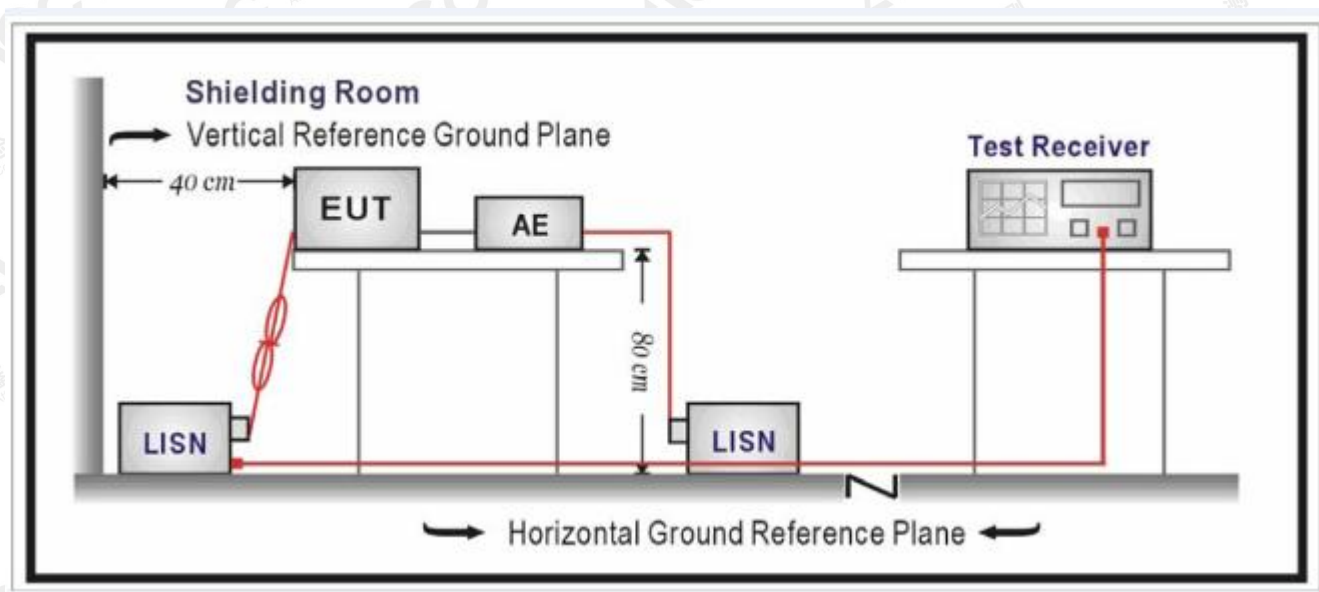 Shielding Room
Vertical Reference Ground Plane
Test Receiver
40 cm
EUT
AE
80 cm
LISN
LISN
Horizontal Ground Reference Plane